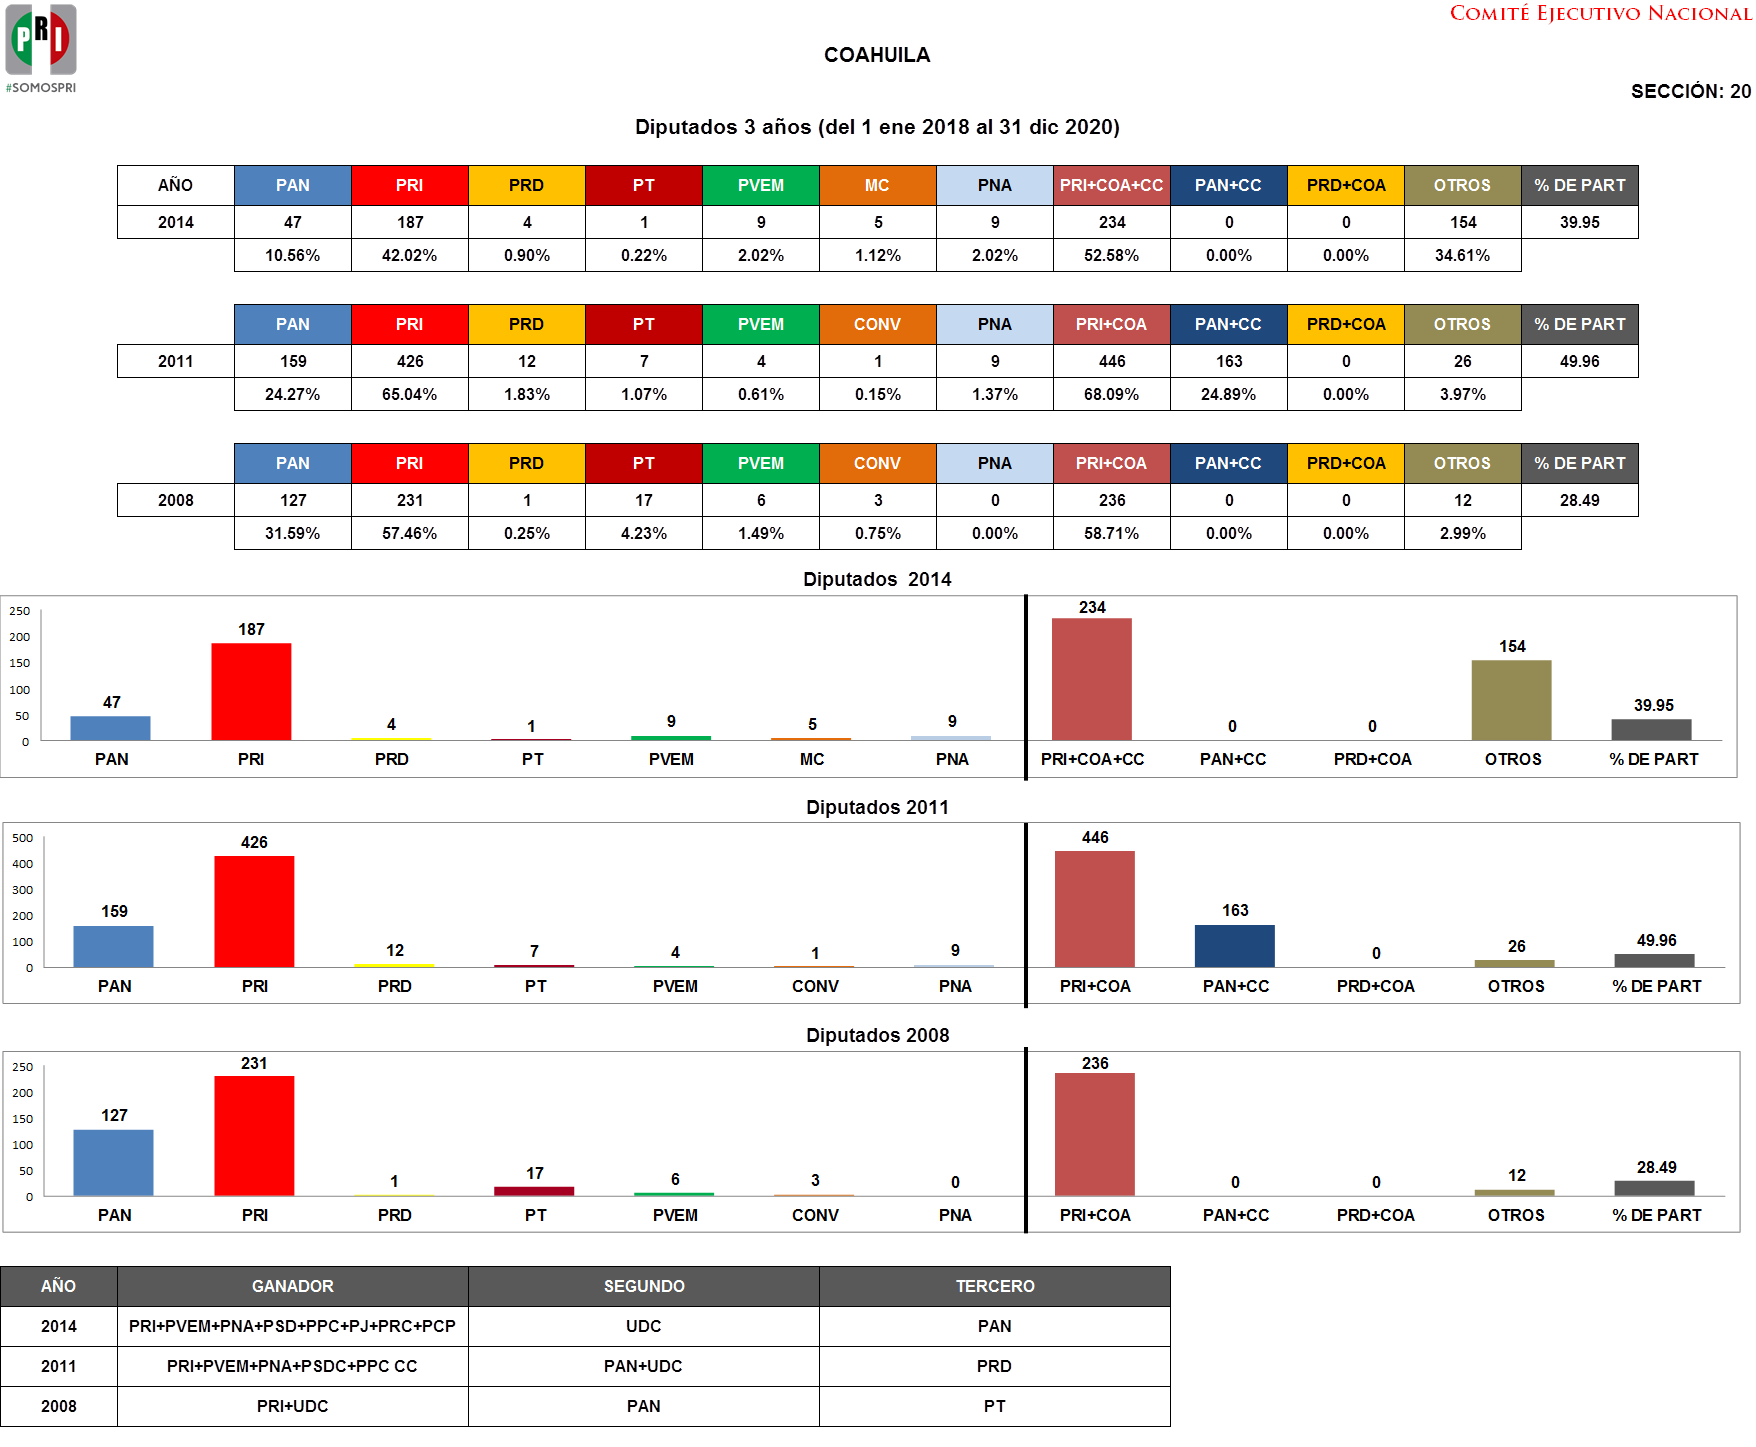 PRI
#SOMOSPRI
COMITÉ EJECUTIVO NACIONAL
COAHUILA
SECCIÓN: 20
Diputados 3 años (del 1 ene 2018 al 31 dic 2020)
AÑO PAN PRI PRD PT PVEM MC PNA PRI+COA+CC PAN+CC PRD+COA OTROS % DE PART
2014 47 187 4 1 9 5 9 234 0 0 154 39.95
10.56% 42.02% 0.90% 0.22% 2.02% 1.12% 2.02% 52.58% 0.00% 0.00% 34.61%
PAN PRI PRD PT PVEM CONV PNA PRI+COA PAN+CC PRD+COA OTROS % DE PART
2011 159 426 12 7 4 1 9 446 163 0 26 49.96
24.27% 65.04% 1.83% 1.07% 0.61% 0.15% 1.37% 68.09% 24.89% 0.00% 3.97%
PAN PRI PRD PT PVEM CONV PNA PRI+COA PAN+CC PRD+COA OTROS % DE PART
2008 127 231 1 17 6 3 0 236 0 0 12 28.49
31.59% 57.46% 0.25% 4.23% 1.49% 0.75% 0.00% 58.71% 0.00% 0.00% 2.99%
Diputados 2014
250
200
150
100
50
0
47 187 4 1 9 5 9 234 0 0 154 39.95
PAN PRI PRD PT PVEM MC PNA PRI+COA+CC PAN+CC PRD+COA OTROS % DE PART
Diputados 2011
500
400
300
200
100
0
159 426 12 7 4 1 9 446 163 0 26 49.96
PAN PRI PRD PT PVEM CONV PNA PRI+COA PAN+CC PRD+COA OTROS % DE PART
Diputados 2008
250
200
150
100
50
0
127 231 1 17 6 3 0 236 0 0 12 28.49
PAN PRI PRD PT PVEM CONV PNA PRI+COA PAN+CC PRD+COA OTROS % DE PART
AÑO GANADOR SEGUNDO TERCERO
2014 PRI+PVEM+PNA+PSD+PPC+PJ+PRC+PCP UDC PAN
2011 PRI+PVEM+PNA+PSDC+PPC CC PAN+UDC PRD
2008 PRI+UDC PAN PT